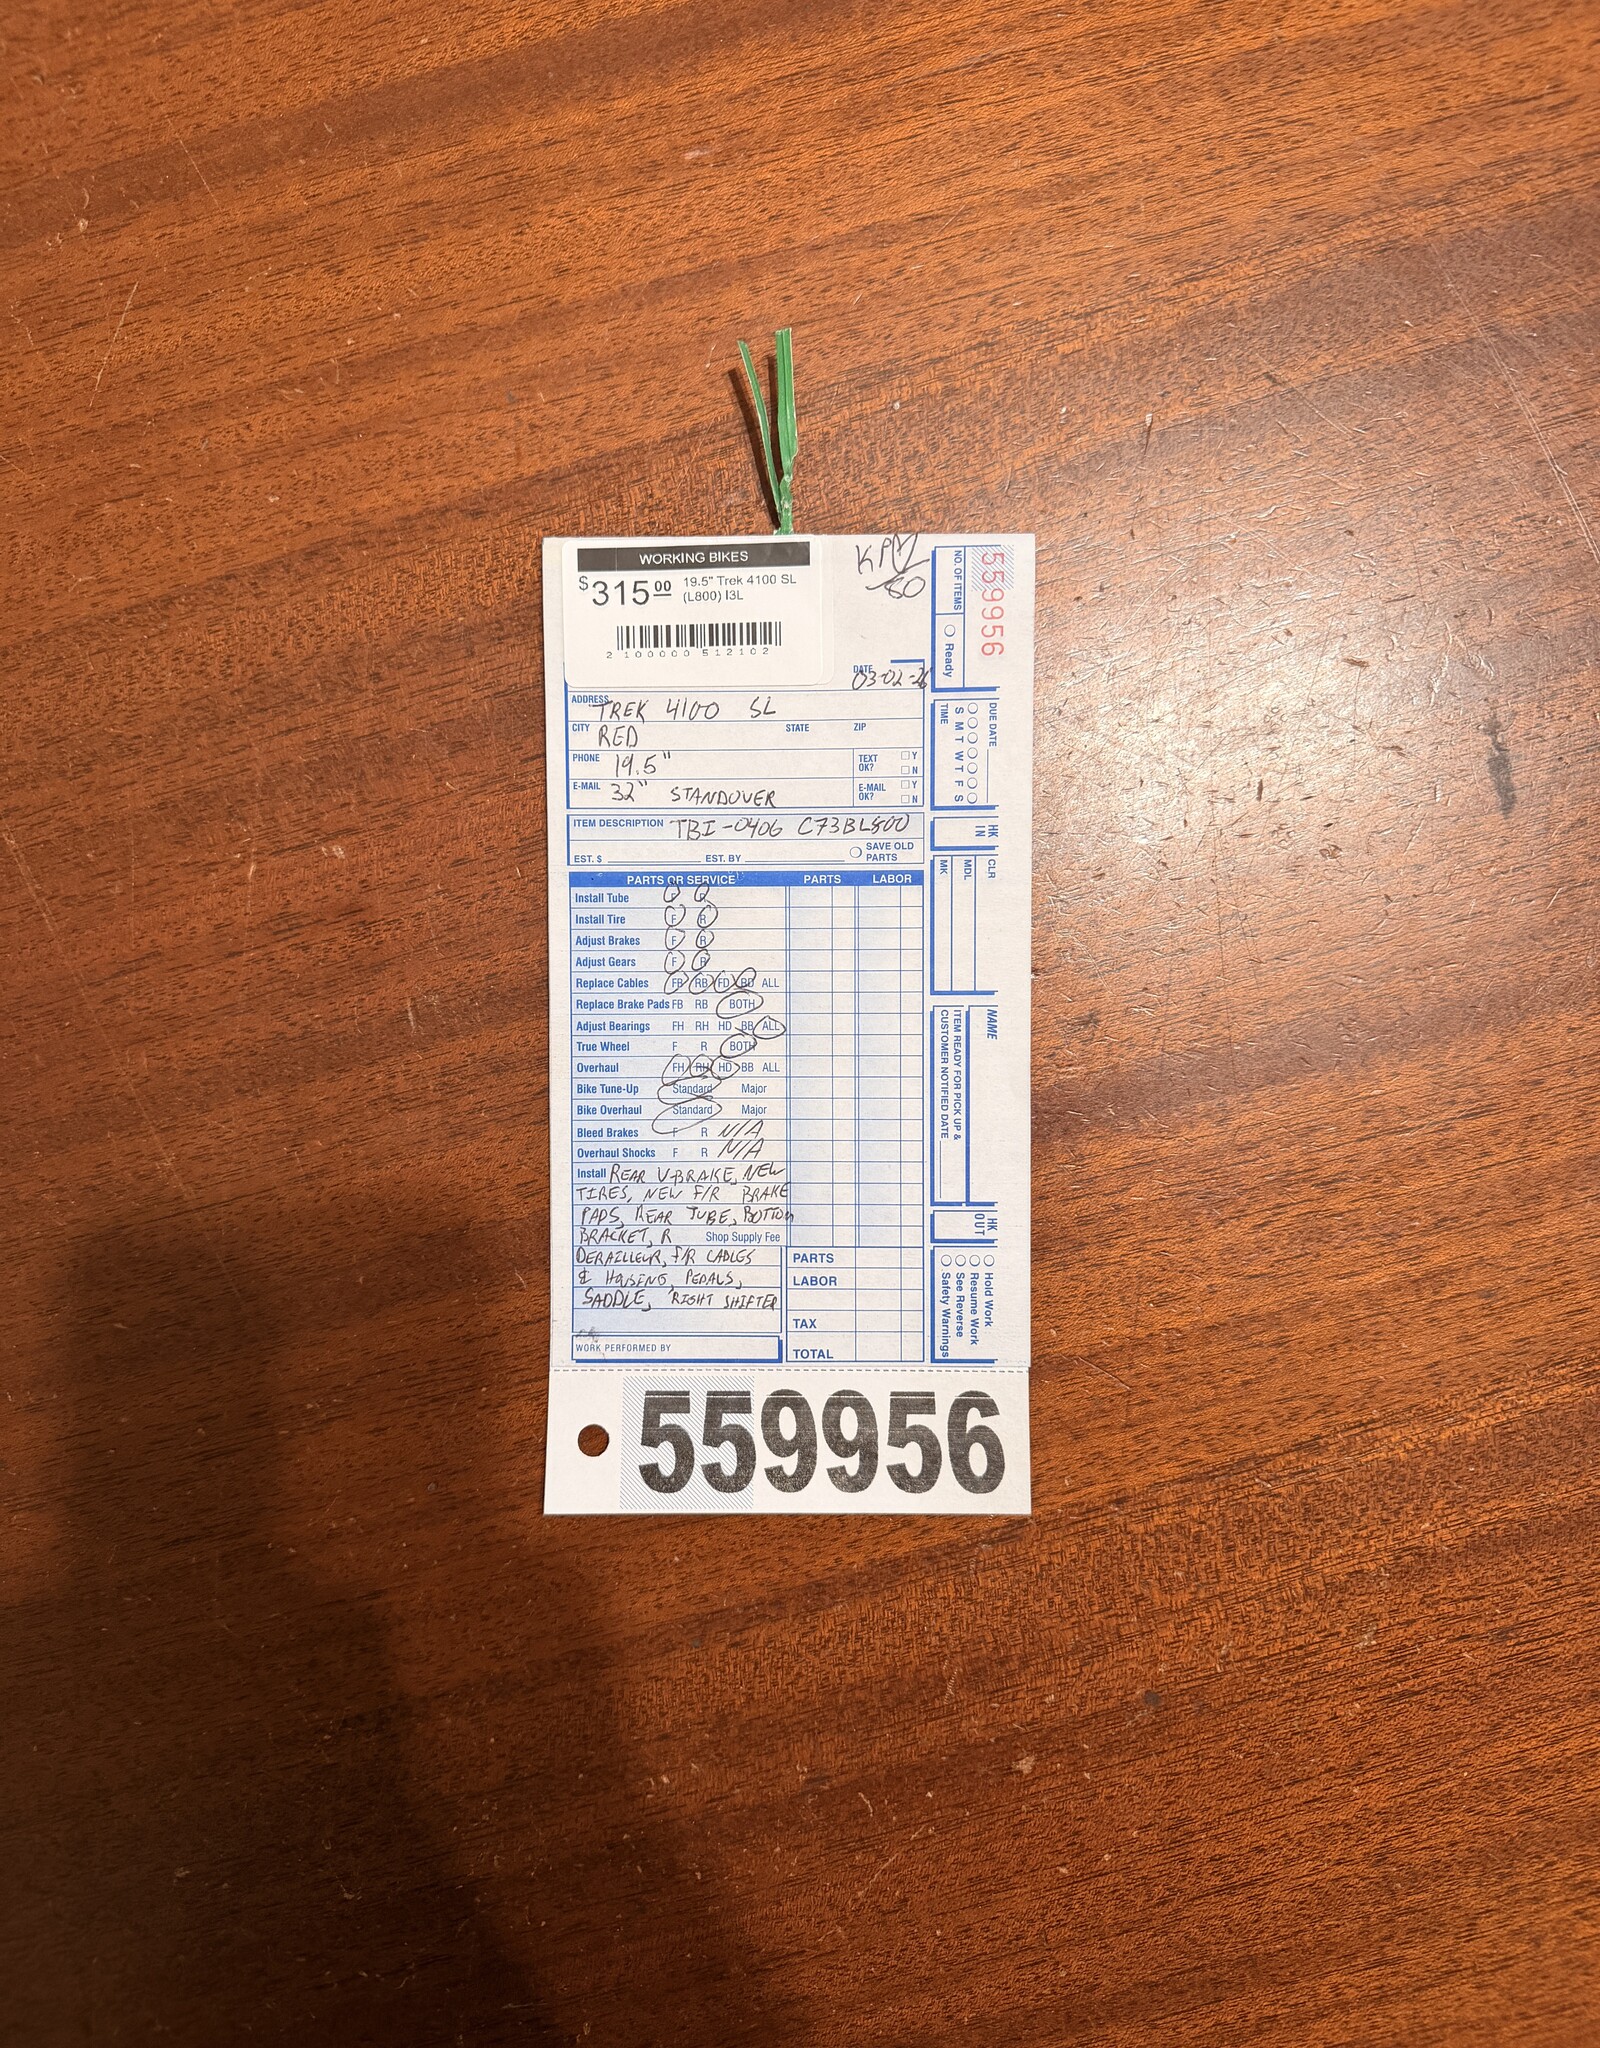 WORKING BIKES
$315.00 19.5" Trek 4100 SL
(L800) I3L
2 100000 512102
80
DATE
03-02-26
ADDRESS TREK 4100 SL
CITY RED STATE ZIP
PHONE 19.5" TEXT OK? Y N
E-MAIL 32" STANDOVER E-MAIL OK? Y N
ITEM DESCRIPTION TBI-0406 C73BL800
EST. $ EST. BY SAVE OLD PARTS
PARTS OR SERVICE PARTS LABOR
Install Tube F R
Install Tire F R
Adjust Brakes F R
Adjust Gears F R
Replace Cables FB RB FD RD ALL
Replace Brake Pads FB RB BOTH
Adjust Bearings FH RH HD BB ALL
True Wheel F R BOTH
Overhaul FH RH HD BB ALL
Bike Tune-Up Standard Major
Bike Overhaul Standard Major
Bleed Brakes F R N/A
Overhaul Shocks F R N/A
Install REAR V-BRAKE, NEW
TIRES, NEW F/R BRAKE
PADS, REAR TUBE, BOTTOM
BRACKET, R Shop Supply Fee
DERAILLEUR, F/R CABLES
& HOUSING, PEDALS,
SADDLE, RIGHT SHIFTER
PARTS
LABOR
TAX
TOTAL
WORK PERFORMED BY
559956
559956
NO. OF ITEMS Ready
DUE DATE
S M T W T F S
TIME
HK IN
CLR
MDL
MK
NAME
ITEM READY FOR PICK UP &
CUSTOMER NOTIFIED DATE
HK OUT
Hold Work
Resume Work
See Reverse
Safety Warnings